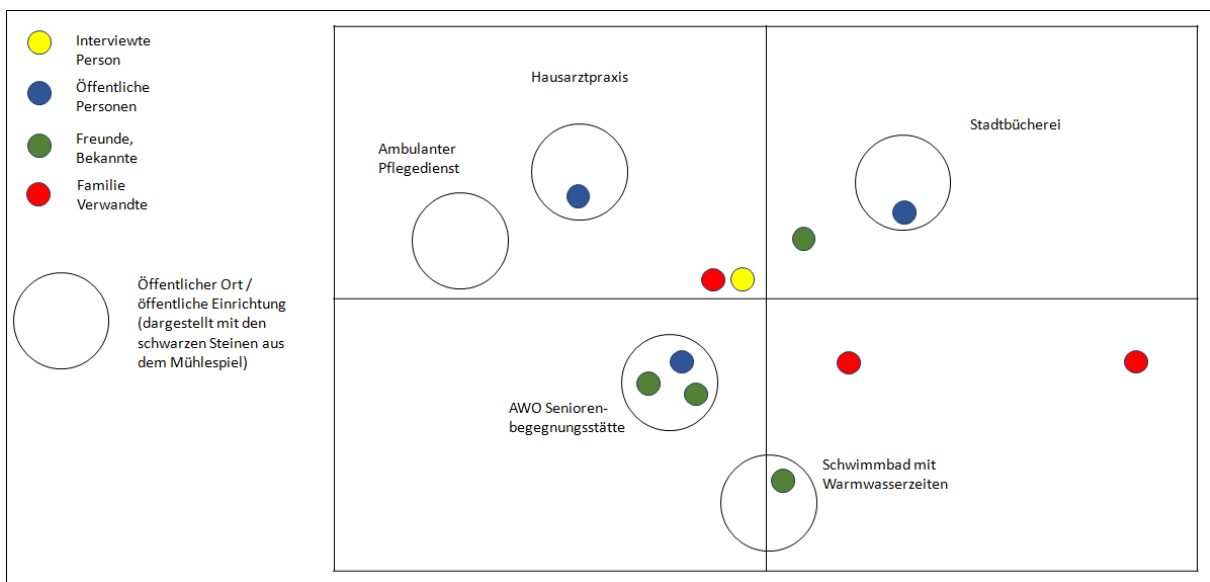 Interviewte
Person
Öffentliche
Personen
Freunde,
Bekannte
Familie
Verwandte
Öffentlicher Ort /
öffentliche Einrichtung
(dargestellt mit den
schwarzen Steinen aus
dem Mühlespiel)
Hausarztpraxis
Ambulanter
Pflegedienst
Stadtbücherei
AWO Senioren-
begegnungsstätte
Schwimmbad mit
Warmwasserzeiten